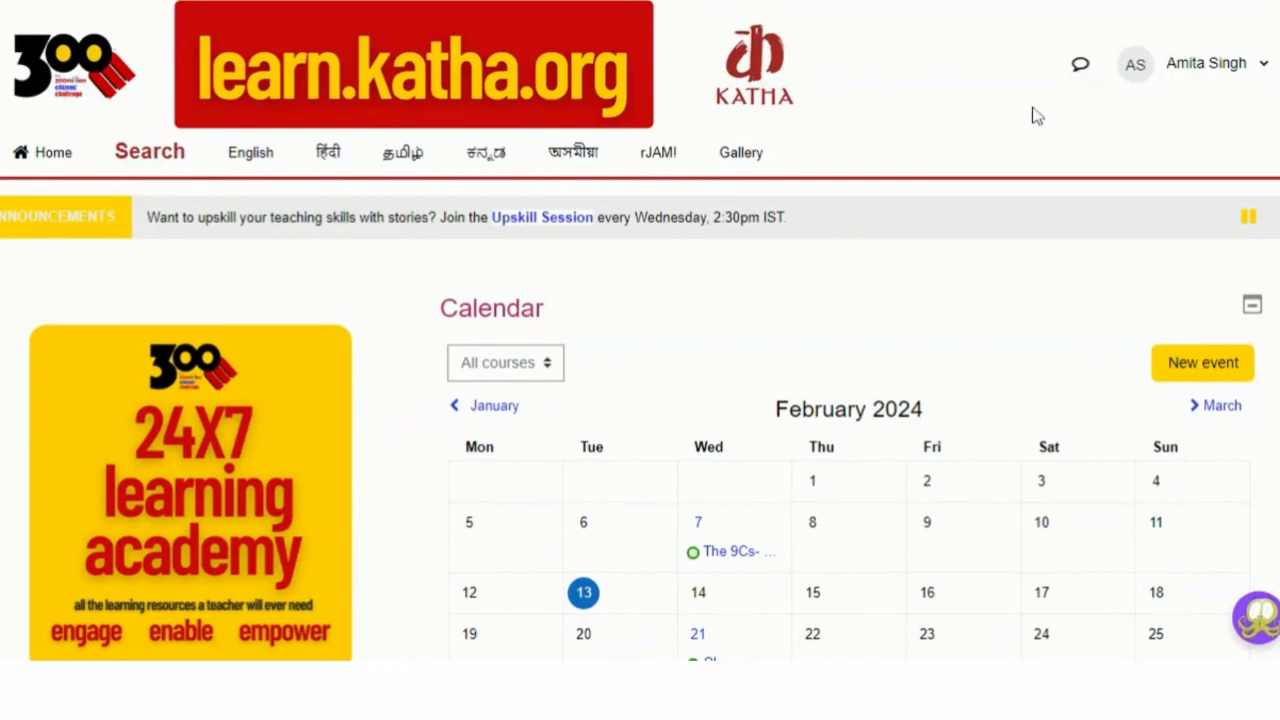 300
learn.katha.org
KATHA
AS
Amita Singh
Home
Search
English
हिंदी
தமிழ்
ಕನ್ನಡ
অসমীয়া
rJAM!
Gallery
NNOUNCEMENTS
Want to upskill your teaching skills with stories? Join the Upskill Session every Wednesday, 2:30pm IST.
300
24X7
learning
academy
all the learning resources a teacher will ever need
engage enable empower
Calendar
All courses
New event
January
February 2024
March
Mon Tue Wed Thu Fri Sat Sun
1 2 3 4
5 6 7 8 9 10 11
The 9Cs- ...
12 13 14 15 16 17 18
19 20 21 22 23 24 25